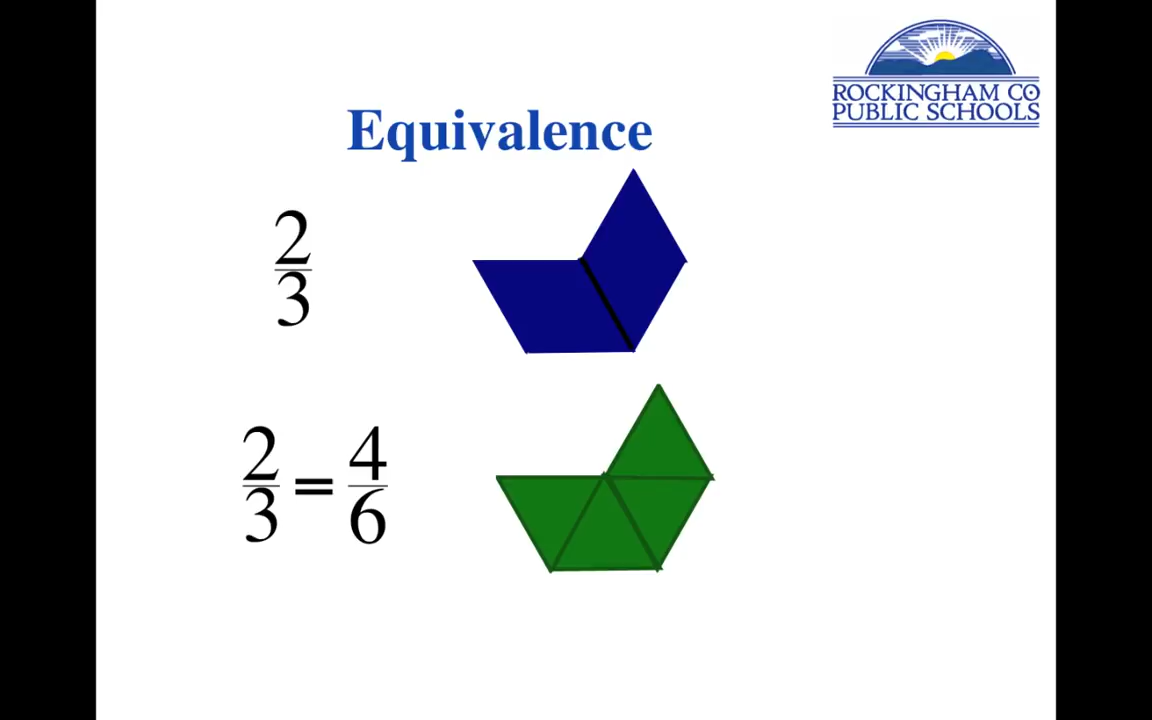 ROCKINGHAM CO
PUBLIC SCHOOLS
Equivalence
2
3
2
3
=
4
6